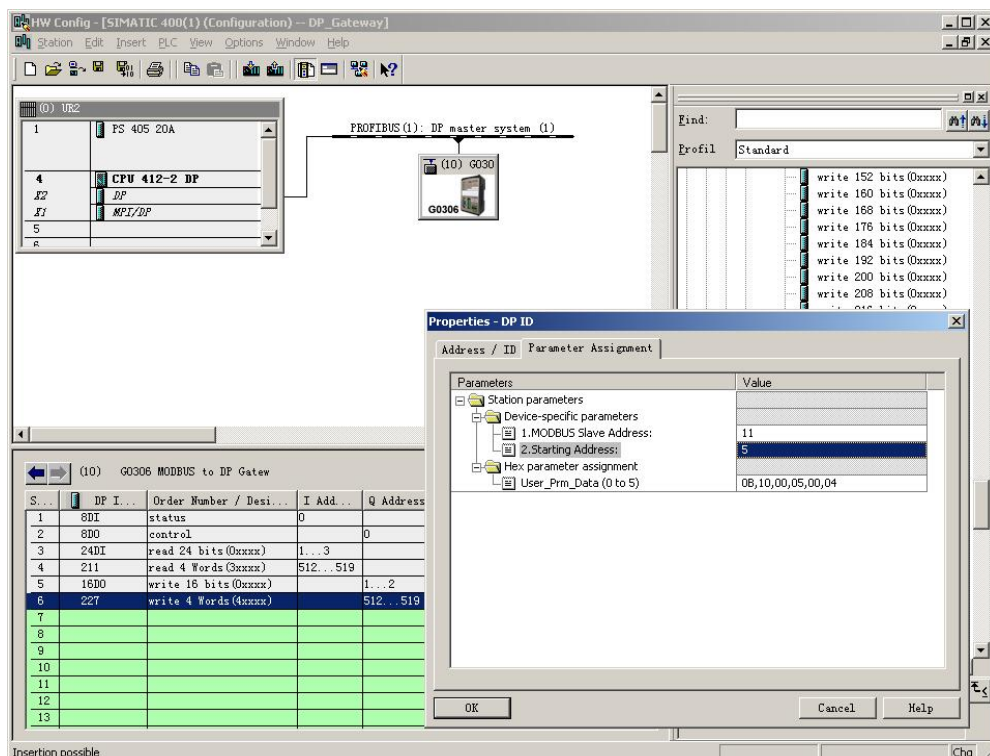 HW Config - [SIMATIC 400(1) (Configuration) -- DP_Gateway]
Station Edit Insert PLC View Options Window Help
(0) UR2
1 PS 405 20A
4 CPU 412-2 DP
X2 DP
X1 MPI/DP
5
6
PROFIBUS(1): DP master system (1)
(10) G030
G0306
Find:
Profil Standard
write 152 bits(0xxxx)
write 160 bits(0xxxx)
write 168 bits(0xxxx)
write 176 bits(0xxxx)
write 184 bits(0xxxx)
write 192 bits(0xxxx)
write 200 bits(0xxxx)
write 208 bits(0xxxx)
Properties - DP ID
Address / ID Parameter Assignment
Parameters Value
Station parameters
Device-specific parameters
1.MODBUS Slave Address: 11
2.Starting Address: 5
Hex parameter assignment
User_Prm_Data (0 to 5) 0B,10,00,05,00,04
OK Cancel Help
(10) G0306 MODBUS to DP Gatew
S... DP I... Order Number / Desi... I Add... Q Address
1 8DI status 0
2 8DO control 0
3 24DI read 24 bits(0xxxx) 1...3
4 211 read 4 Words(3xxxx) 512...519
5 16DO write 16 bits(0xxxx) 1...2
6 227 write 4 Words(4xxxx) 512...519
7
8
9
10
11
12
13
Insertion possible Chg